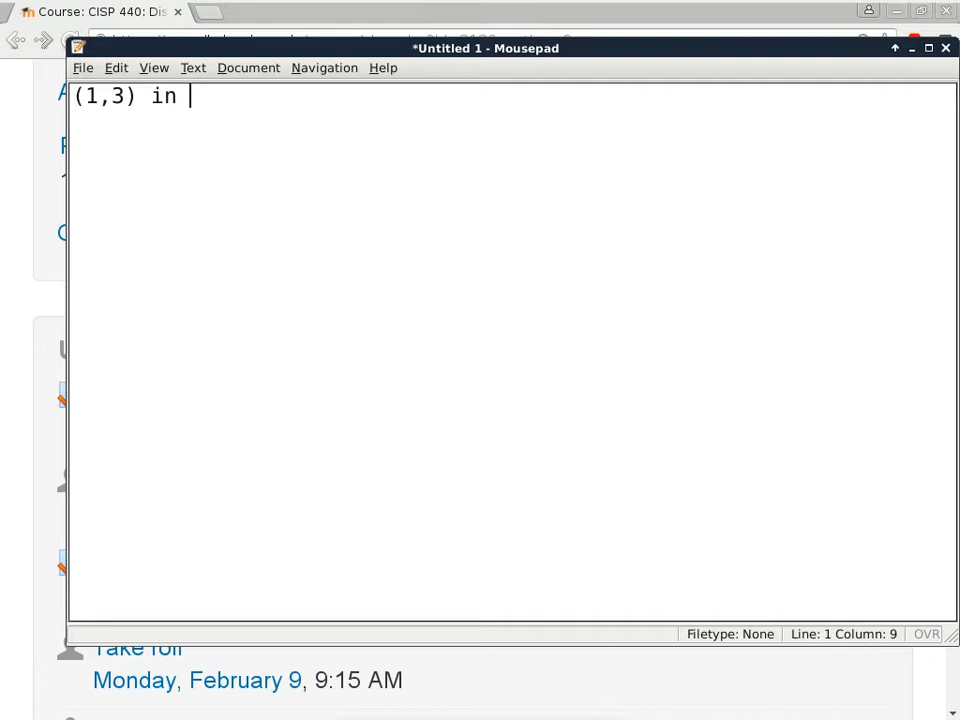 Course: CISP 440: Dis
*Untitled 1 - Mousepad
File Edit View Text Document Navigation Help
(1,3) in
Filetype: None Line: 1 Column: 9 OVR
Take roll
Monday, February 9, 9:15 AM